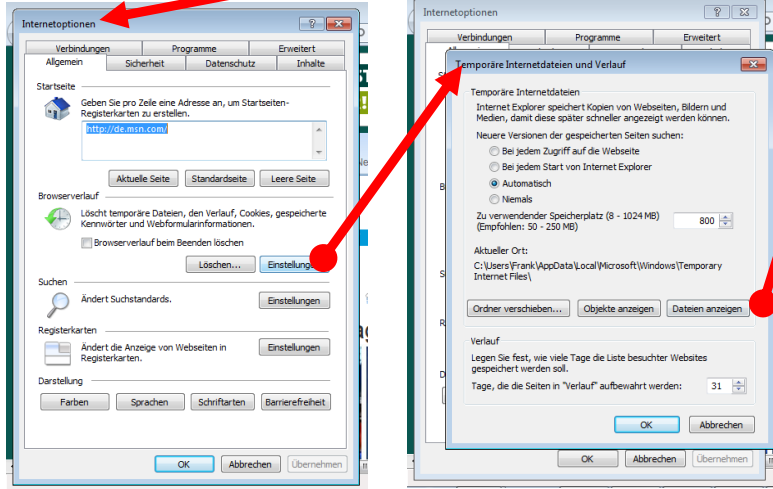 Internetoptionen
Verbindungen Programme Erweitert
Allgemein Sicherheit Datenschutz Inhalte
Startseite
Geben Sie pro Zeile eine Adresse an, um Startseiten-
Registerkarten zu erstellen.
http://de.msn.com/
Aktuelle Seite Standardseite Leere Seite
Browserverlauf
Löscht temporäre Dateien, den Verlauf, Cookies, gespeicherte
Kennwörter und Webformularinformationen.
Browserverlauf beim Beenden löschen
Löschen... Einstellungen
Suchen
Ändert Suchstandards.
Einstellungen
Registerkarten
Ändert die Anzeige von Webseiten in
Registerkarten.
Einstellungen
Darstellung
Farben Sprachen Schriftarten Barrierefreiheit
OK Abbrechen Übernehmen
Internetoptionen
Verbindungen Programme Erweitert
Temporäre Internetdateien und Verlauf
Temporäre Internetdateien
Internet Explorer speichert Kopien von Webseiten, Bildern und
Medien, damit diese später schneller angezeigt werden können.
Neuere Versionen der gespeicherten Seiten suchen:
Bei jedem Zugriff auf die Webseite
Bei jedem Start von Internet Explorer
Automatisch
Niemals
Zu verwendender Speicherplatz (8 - 1024 MB)
(Empfohlen: 50 - 250 MB)
800
Aktueller Ort:
C:\Users\Frank\AppData\Local\Microsoft\Windows\Temporary
Internet Files\
Ordner verschieben... Objekte anzeigen Dateien anzeigen
Verlauf
Legen Sie fest, wie viele Tage die Liste besuchter Websites
gespeichert werden soll.
Tage, die die Seiten in "Verlauf" aufbewahrt werden: 31
OK Abbrechen
OK Abbrechen Übernehmen